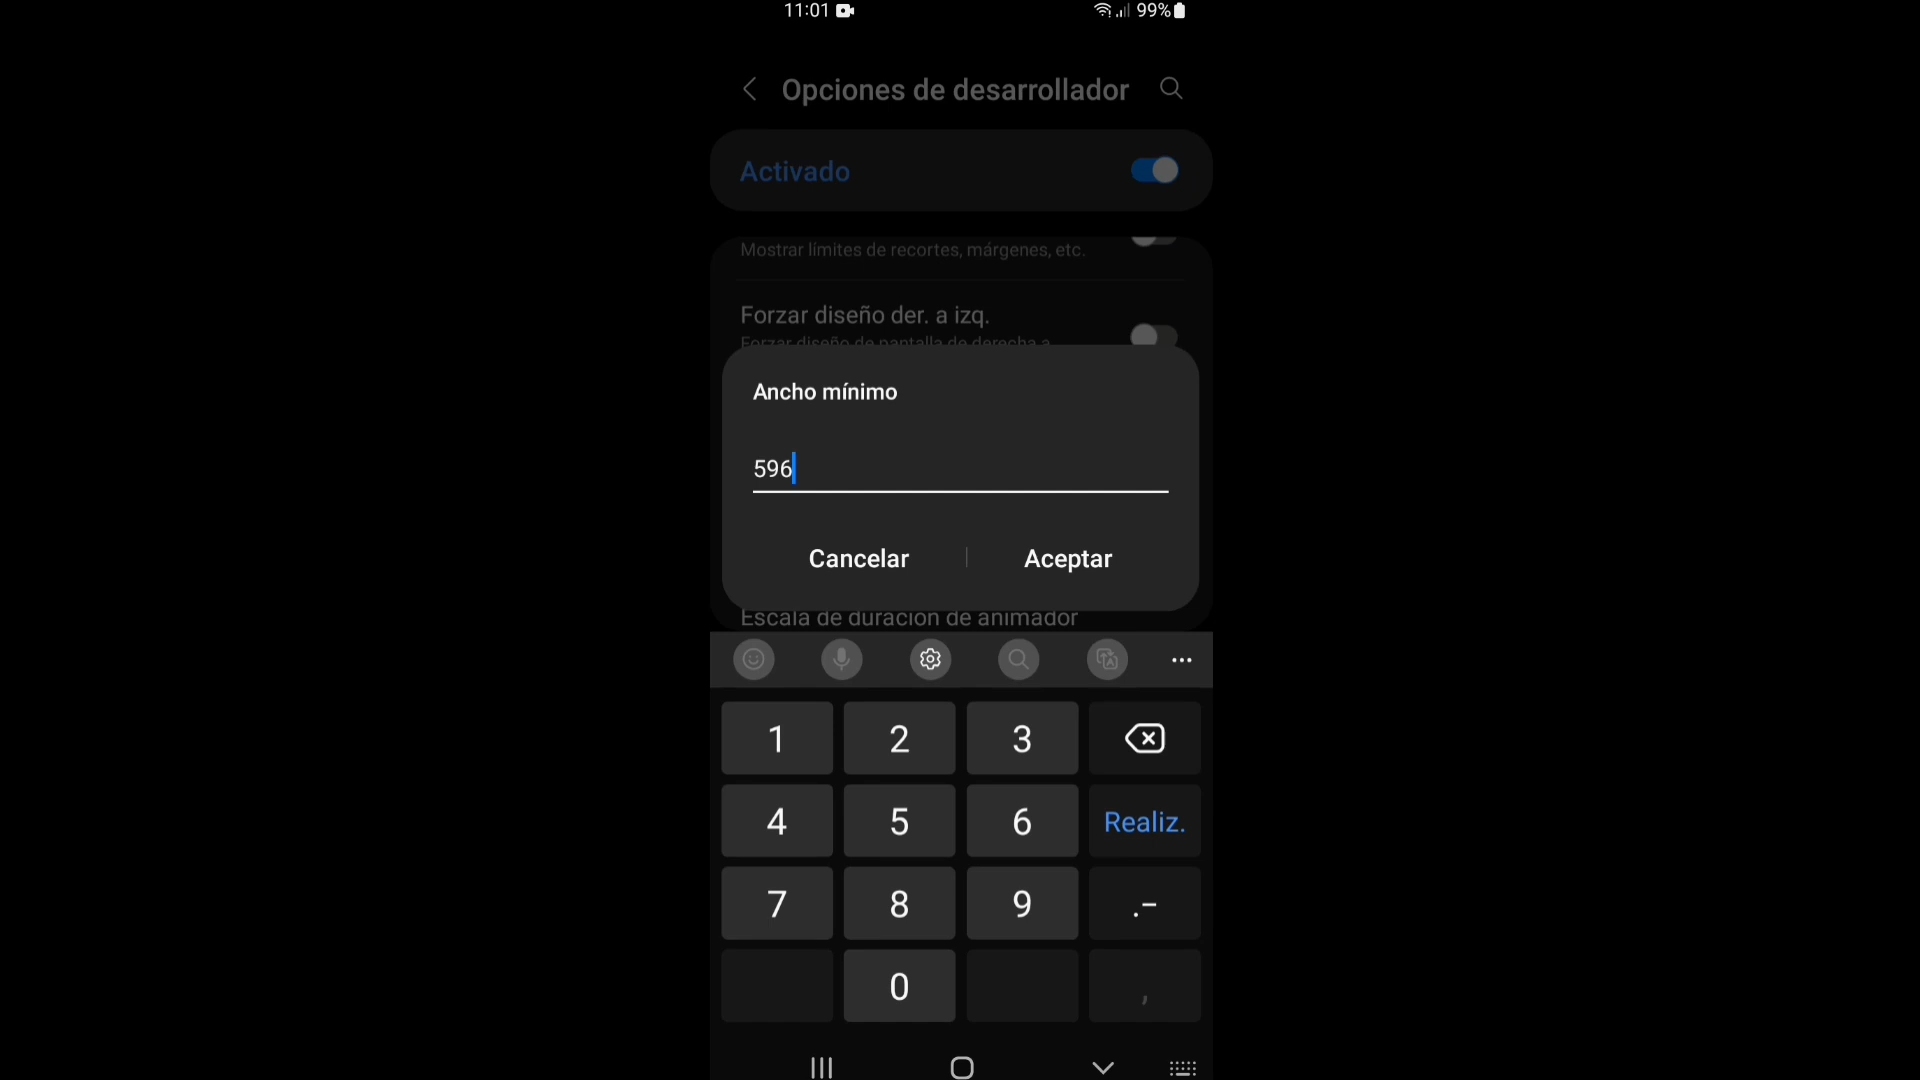 11:01
99%
Opciones de desarrollador
Activado
Mostrar límites de recortes, márgenes, etc.
Forzar diseño der. a izq.
Forzar diseño de pantalla de derecha a
Ancho mínimo
596
Cancelar
Aceptar
Escala de duración de animador
1 2 3
4 5 6 Realiz.
7 8 9 .-
0 ,